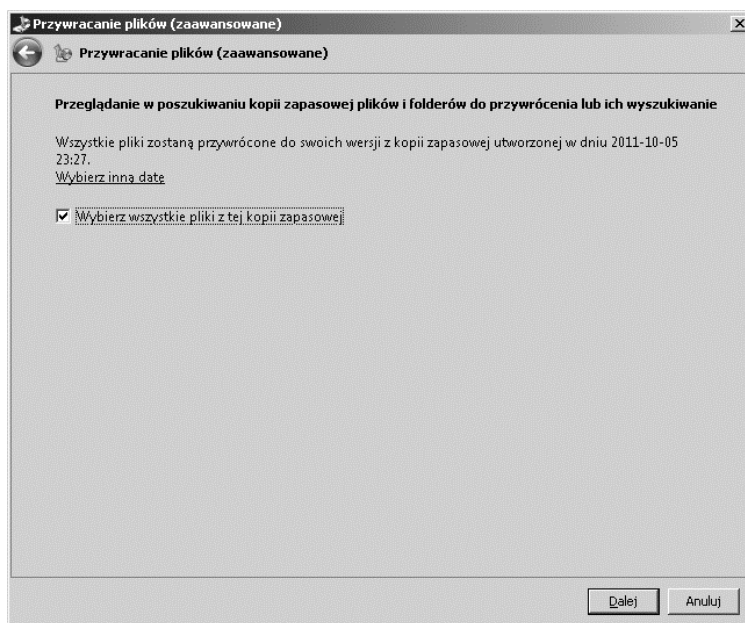 Przywracanie plików (zaawansowane)
Przywracanie plików (zaawansowane)
Przeglądanie w poszukiwaniu kopii zapasowej plików i folderów do przywrócenia lub ich wyszukiwanie
Wszystkie pliki zostaną przywrócone do swoich wersji z kopii zapasowej utworzonej w dniu 2011-10-05
23:27.
Wybierz inną datę
Wybierz wszystkie pliki z tej kopii zapasowej
Dalej Anuluj